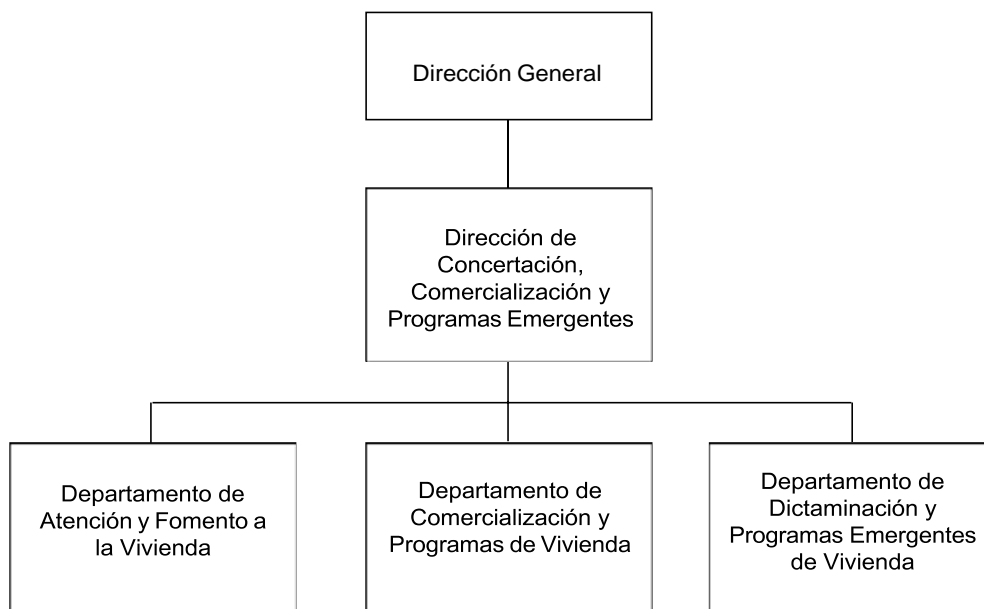 Dirección General
Dirección de
Concertación,
Comercialización y
Programas Emergentes
Departamento de
Atención y Fomento a
la Vivienda
Departamento de
Comercialización y
Programas de Vivienda
Departamento de
Dictaminación y
Programas Emergentes
de Vivienda